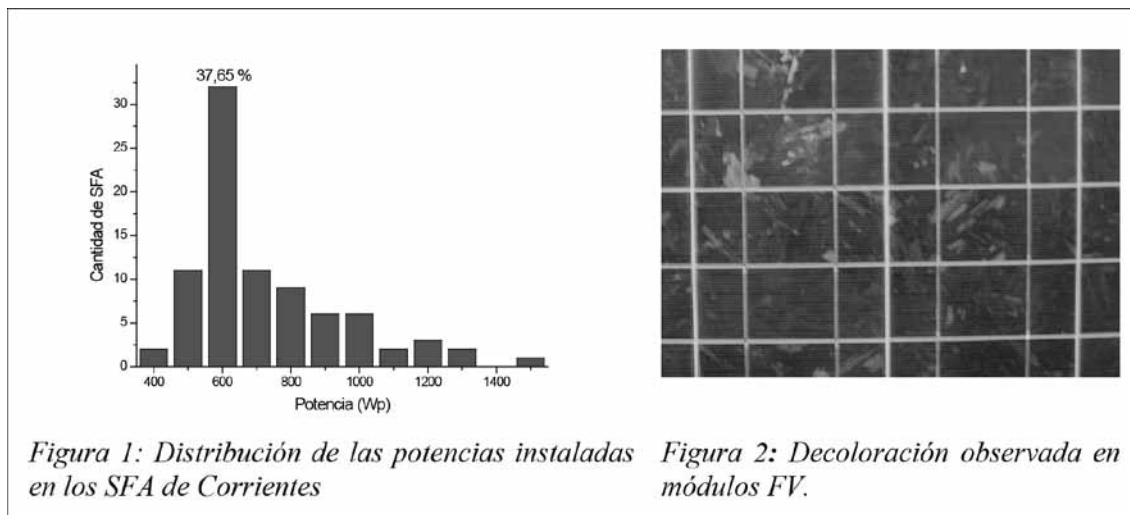 37,65 %
30
25
20
15
10
5
0
Cantidad de SFA
400 600 800 1000 1200 1400
Potencia (Wp)
Figura 1: Distribución de las potencias instaladas
en los SFA de Corrientes
Figura 2: Decoloración observada en
módulos FV.